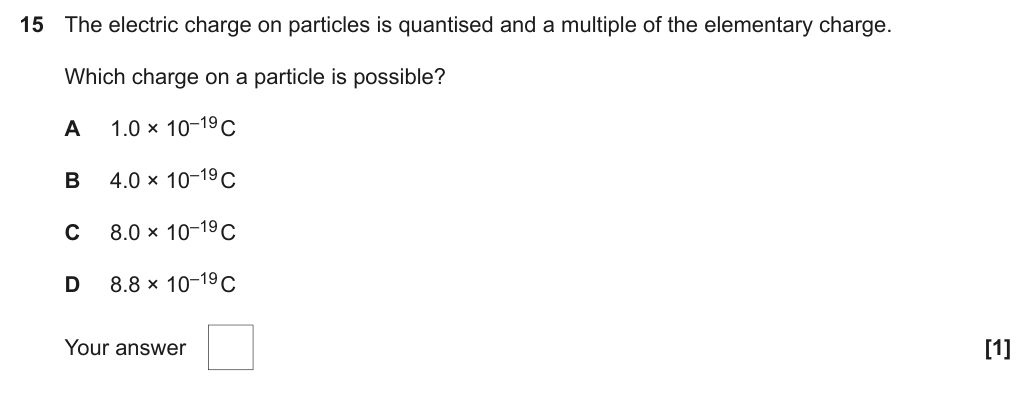 15 The electric charge on particles is quantised and a multiple of the elementary charge.
Which charge on a particle is possible?
A 1.0 × 10⁻¹⁹ C
B 4.0 × 10⁻¹⁹ C
C 8.0 × 10⁻¹⁹ C
D 8.8 × 10⁻¹⁹ C
Your answer [1]